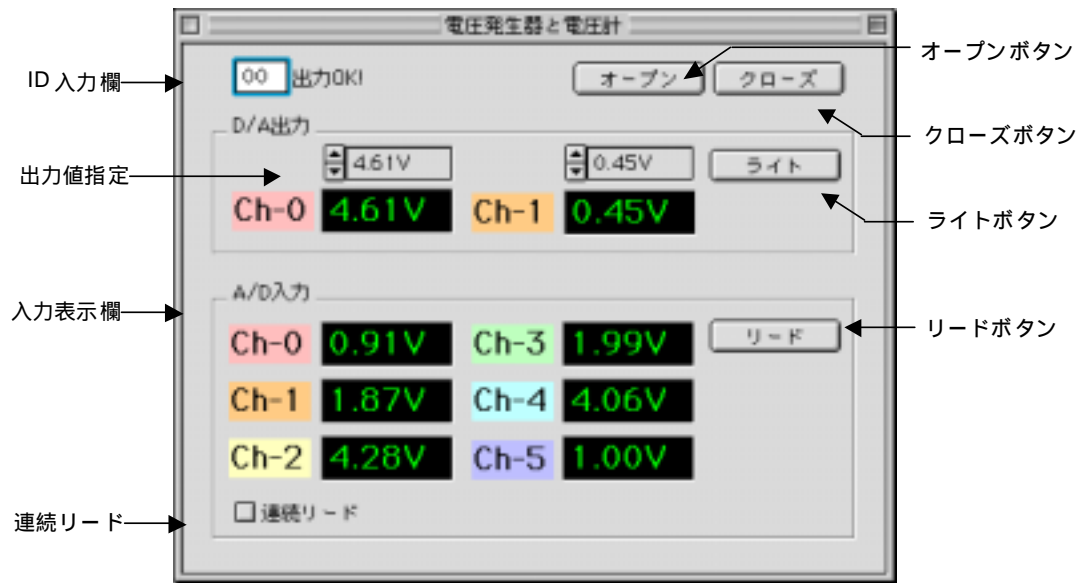 電圧発生器と電圧計
オープンボタン
ID入力欄
00 出力OK!
オープン クローズ
クローズボタン
D/A出力
出力値指定
4.61V 0.45V ライト
Ch-0 4.61V Ch-1 0.45V
ライトボタン
A/D入力
入力表示欄
Ch-0 0.91V Ch-3 1.99V リード
リードボタン
Ch-1 1.87V Ch-4 4.06V
Ch-2 4.28V Ch-5 1.00V
連続リード
連続リード